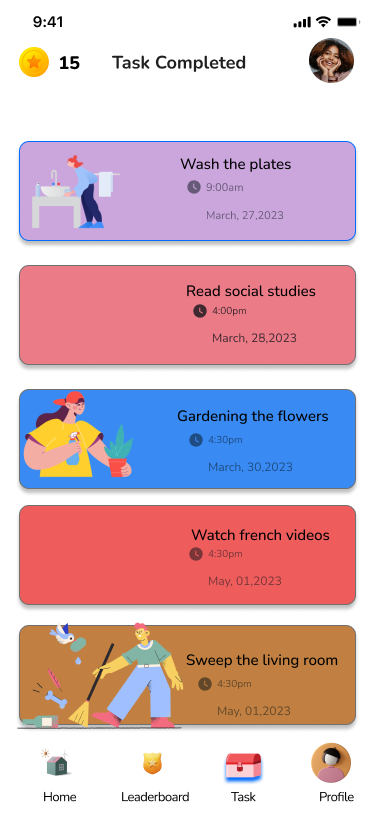 9:41
15
Task Completed
Wash the plates
9:00am
March, 27,2023
Read social studies
4:00pm
March, 28,2023
Gardening the flowers
4:30pm
March, 30,2023
Watch french videos
4:30pm
May, 01,2023
Sweep the living room
4:30pm
May, 01,2023
Home Leaderboard Task Profile